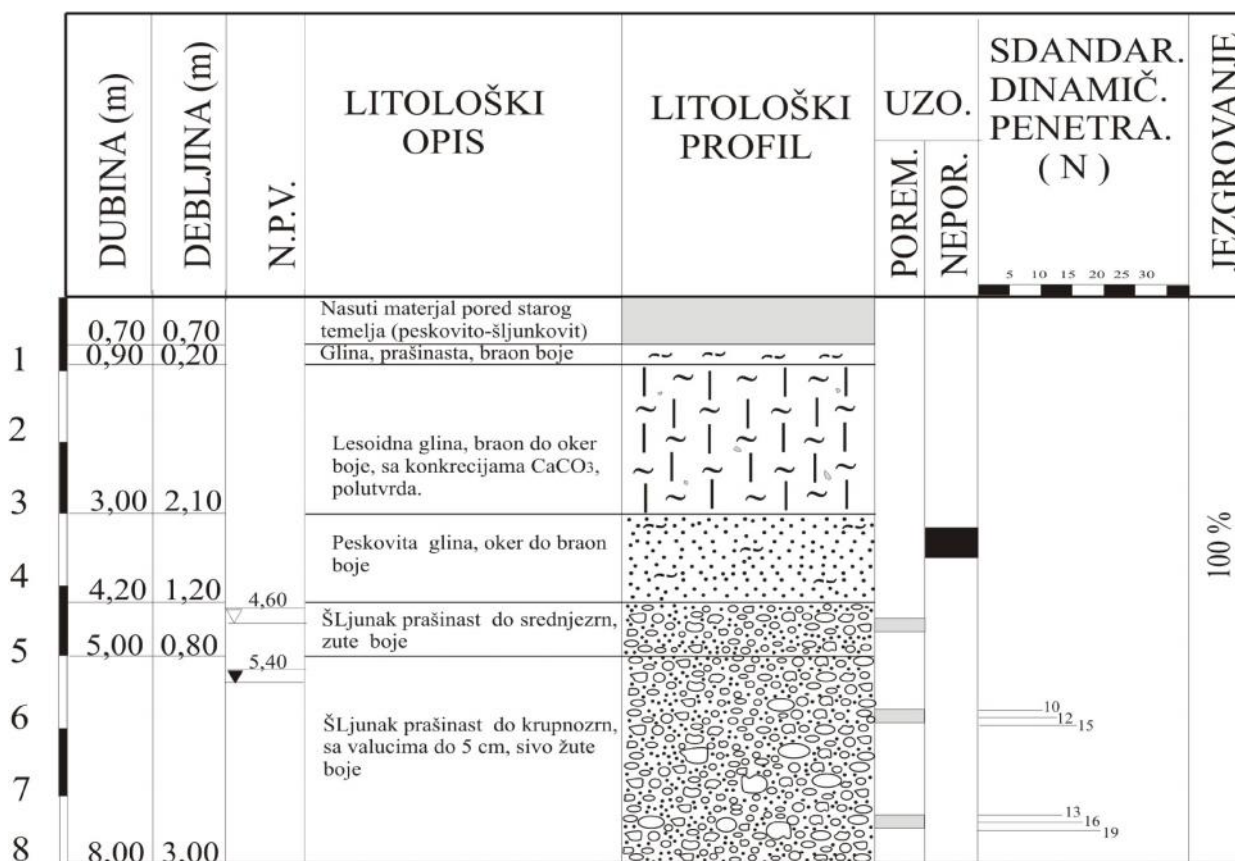 DUBINA (m)
DEBLJINA (m)
N.P.V.
LITOLOŠKI
OPIS
LITOLOŠKI
PROFIL
UZO.
POREM.
NEPOR.
SDANDAR.
DINAMIČ.
PENETRA.
( N )
5 10 15 20 25 30
JEZGROVANJE
0,70 0,70
Nasuti materjal pored starog
temelja (peskovito-šljunkovit)
1
0,90 0,20
Glina, prašinasta, braon boje
2
Lesoidna glina, braon do oker
boje, sa konkrecijama CaCO3,
polutvrda.
3
3,00 2,10
Peskovita glina, oker do braon
boje
4
4,20 1,20
4,60
ŠLjunak prašinast do srednjezrn,
zute boje
5
5,00 0,80
5,40
6
ŠLjunak prašinast do krupnozrn,
sa valucima do 5 cm, sivo žute
boje
10
12
15
7
13
16
19
8
8,00 3,00
100 %